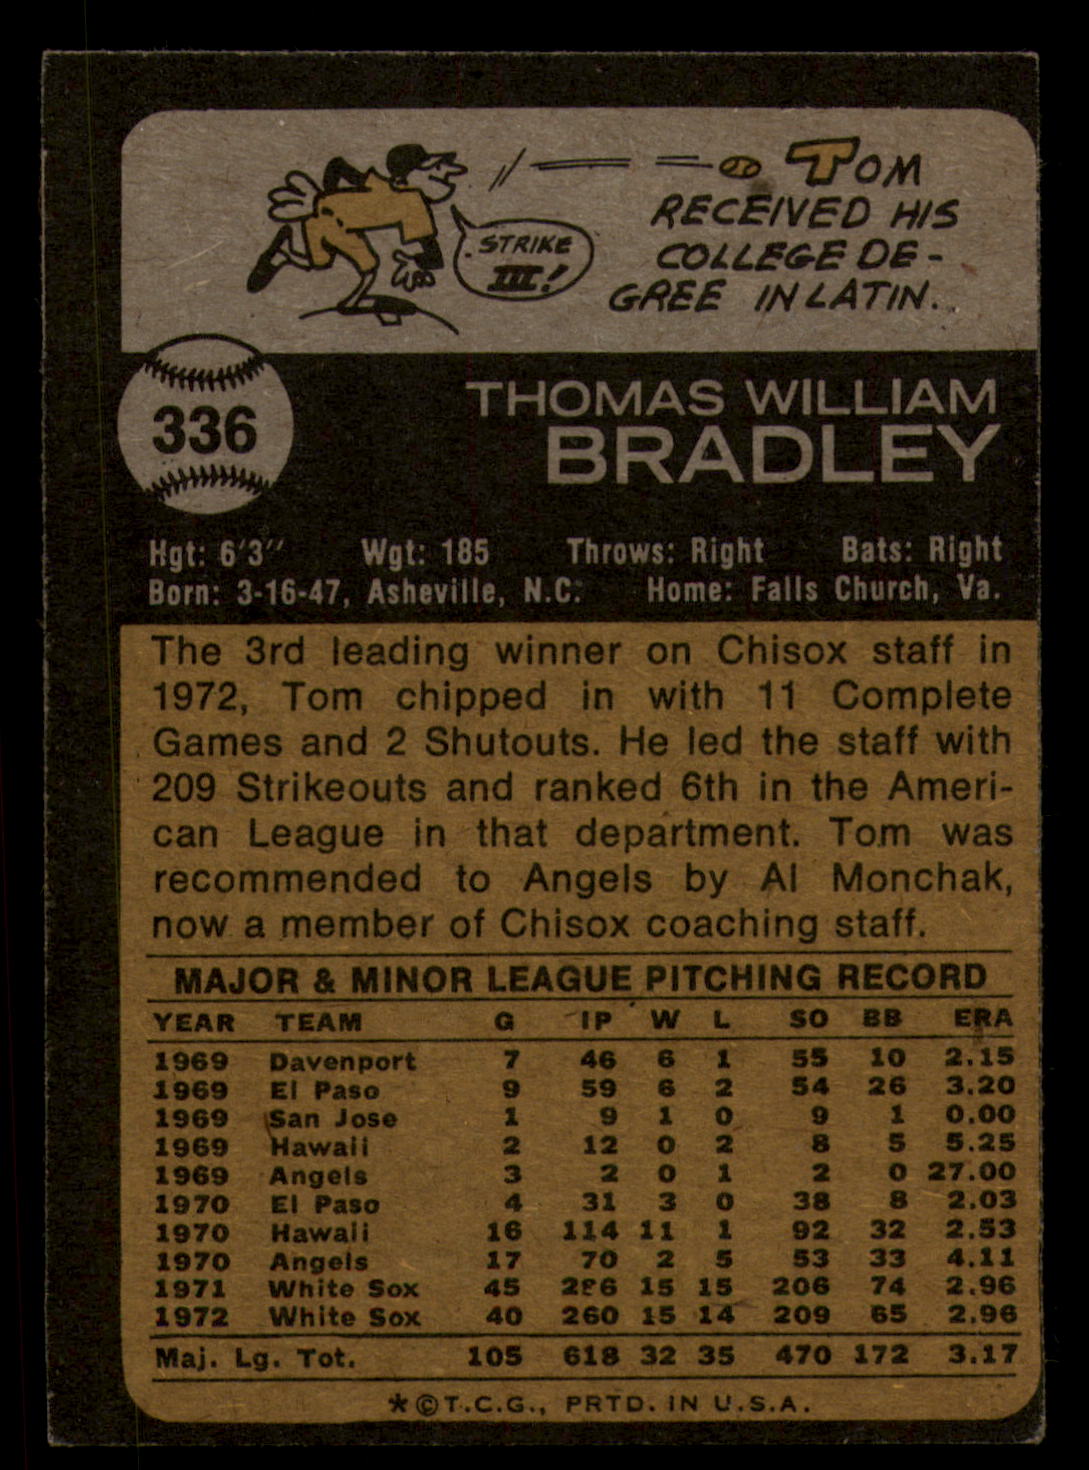 TOM
RECEIVED HIS
COLLEGE DE-
GREE IN LATIN.
STRIKE
III!
336
THOMAS WILLIAM
BRADLEY
Hgt: 6'3" Wgt: 185 Throws: Right Bats: Right
Born: 3-16-47, Asheville, N.C. Home: Falls Church, Va.
The 3rd leading winner on Chisox staff in
1972, Tom chipped in with 11 Complete
Games and 2 Shutouts. He led the staff with
209 Strikeouts and ranked 6th in the Ameri-
can League in that department. Tom was
recommended to Angels by Al Monchak,
now a member of Chisox coaching staff.
MAJOR & MINOR LEAGUE PITCHING RECORD
YEAR TEAM G IP W L SO BB ERA
1969 Davenport 7 46 6 1 55 10 2.15
1969 El Paso 9 59 6 2 54 26 3.20
1969 San Jose 1 9 1 0 9 1 0.00
1969 Hawaii 2 12 0 2 8 5 5.25
1969 Angels 3 2 0 1 2 0 27.00
1970 El Paso 4 31 3 0 38 8 2.03
1970 Hawaii 16 114 11 1 92 32 2.53
1970 Angels 17 70 2 5 53 33 4.11
1971 White Sox 45 286 15 15 206 74 2.96
1972 White Sox 40 260 15 14 209 65 2.96
Maj. Lg. Tot. 105 618 32 35 470 172 3.17
*©T.C.G., PRTD. IN U.S.A.